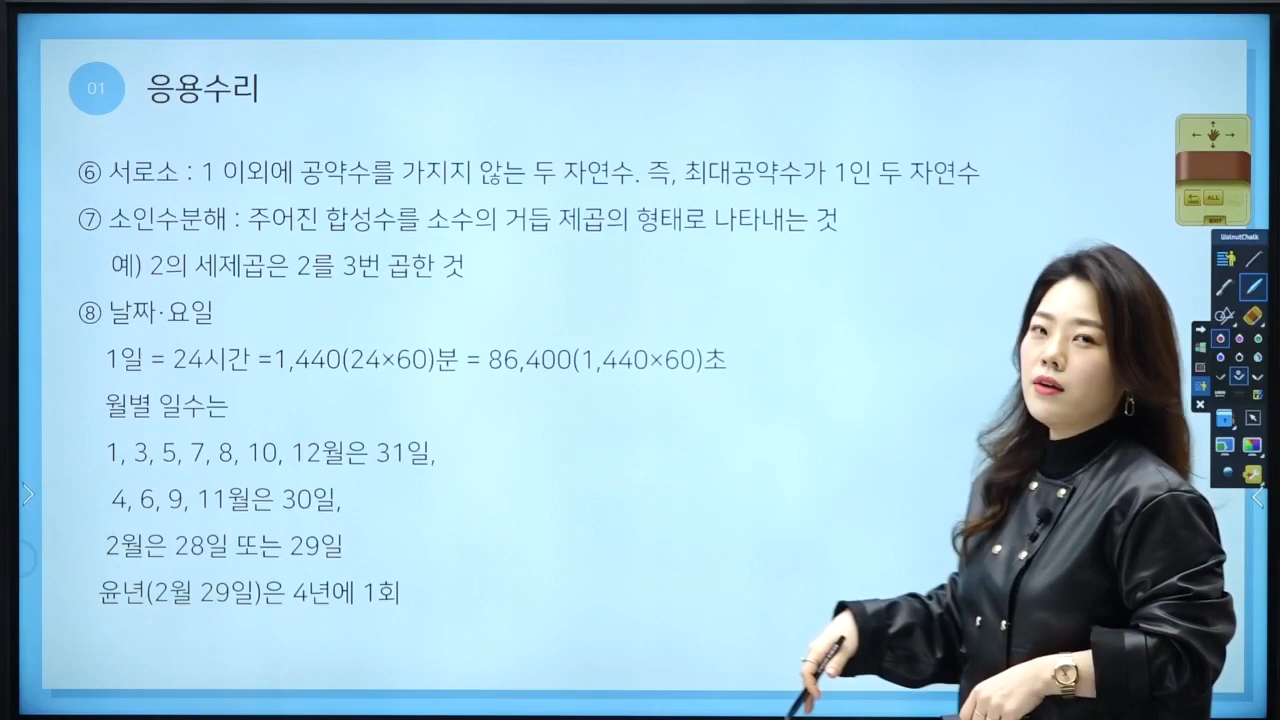 01 응용수리
⑥ 서로소 : 1 이외에 공약수를 가지지 않는 두 자연수. 즉, 최대공약수가 1인 두 자연수
⑦ 소인수분해 : 주어진 합성수를 소수의 거듭 제곱의 형태로 나타내는 것
예) 2의 세제곱은 2를 3번 곱한 것
⑧ 날짜·요일
1일 = 24시간 =1,440(24×60)분 = 86,400(1,440×60)초
월별 일수는
1, 3, 5, 7, 8, 10, 12월은 31일,
4, 6, 9, 11월은 30일,
2월은 28일 또는 29일
윤년(2월 29일)은 4년에 1회
ALL
WalnutChalk